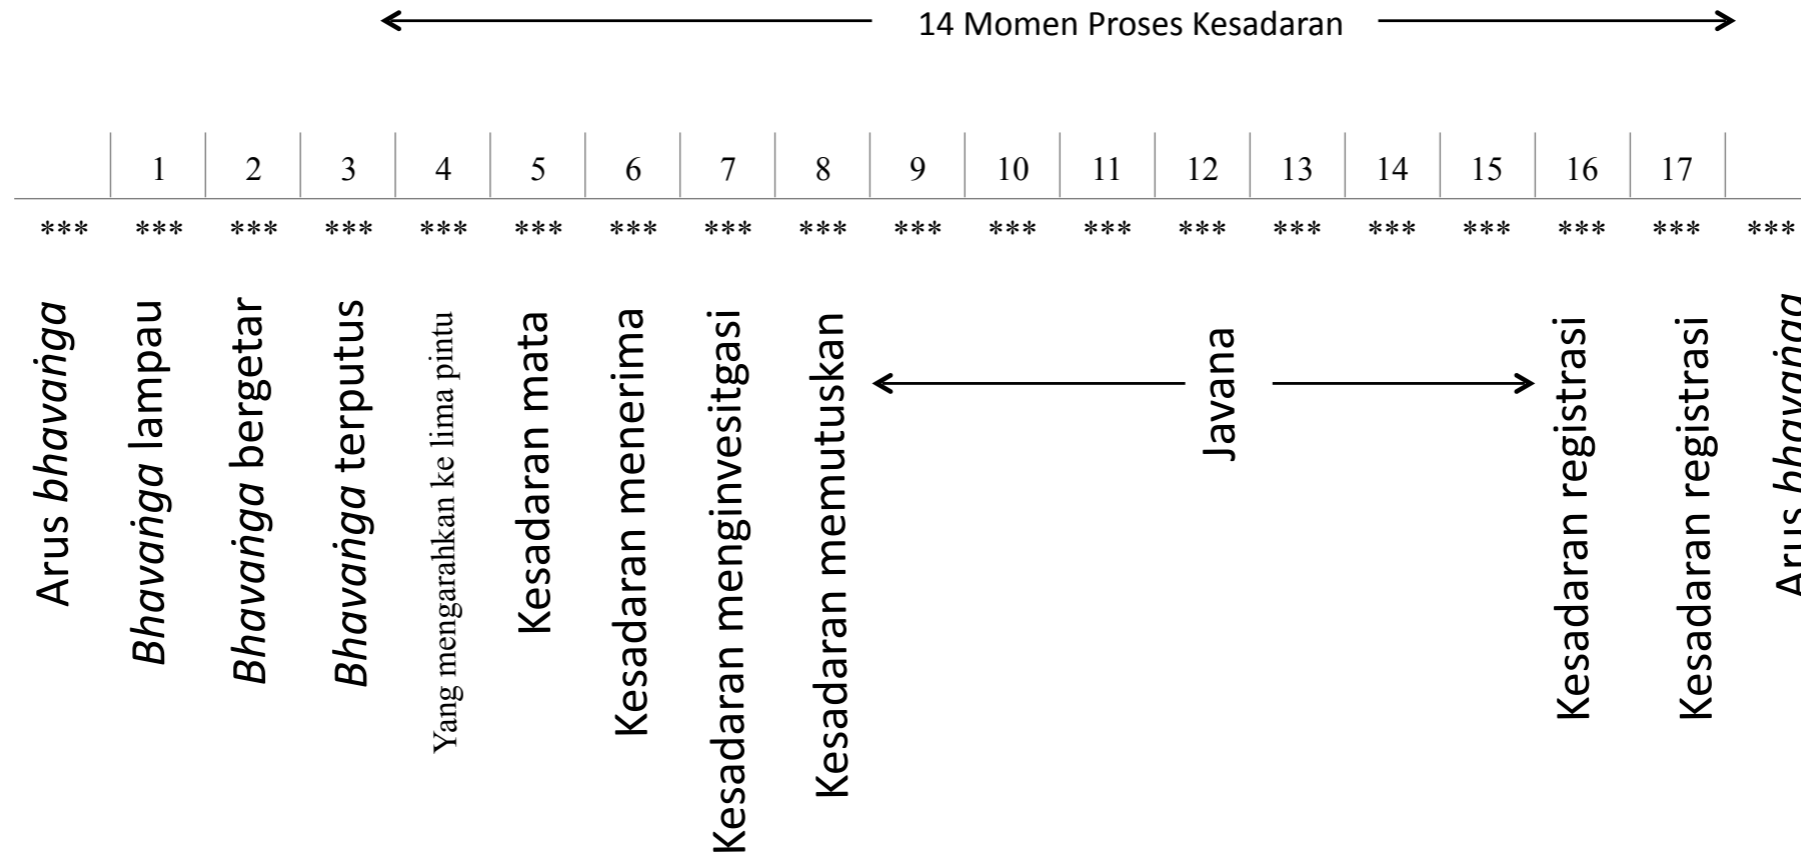 14 Momen Proses Kesadaran
1 2 3 4 5 6 7 8 9 10 11 12 13 14 15 16 17
*** *** *** *** *** *** *** *** *** *** *** *** *** *** *** *** *** *** ***
Arus bhavaṅga
Bhavaṅga lampau
Bhavaṅga bergetar
Bhavaṅga terputus
Yang mengarahkan ke lima pintu
Kesadaran mata
Kesadaran menerima
Kesadaran menginvesitgasi
Kesadaran memutuskan
Javana
Kesadaran registrasi
Kesadaran registrasi
Arus bhavaṅga